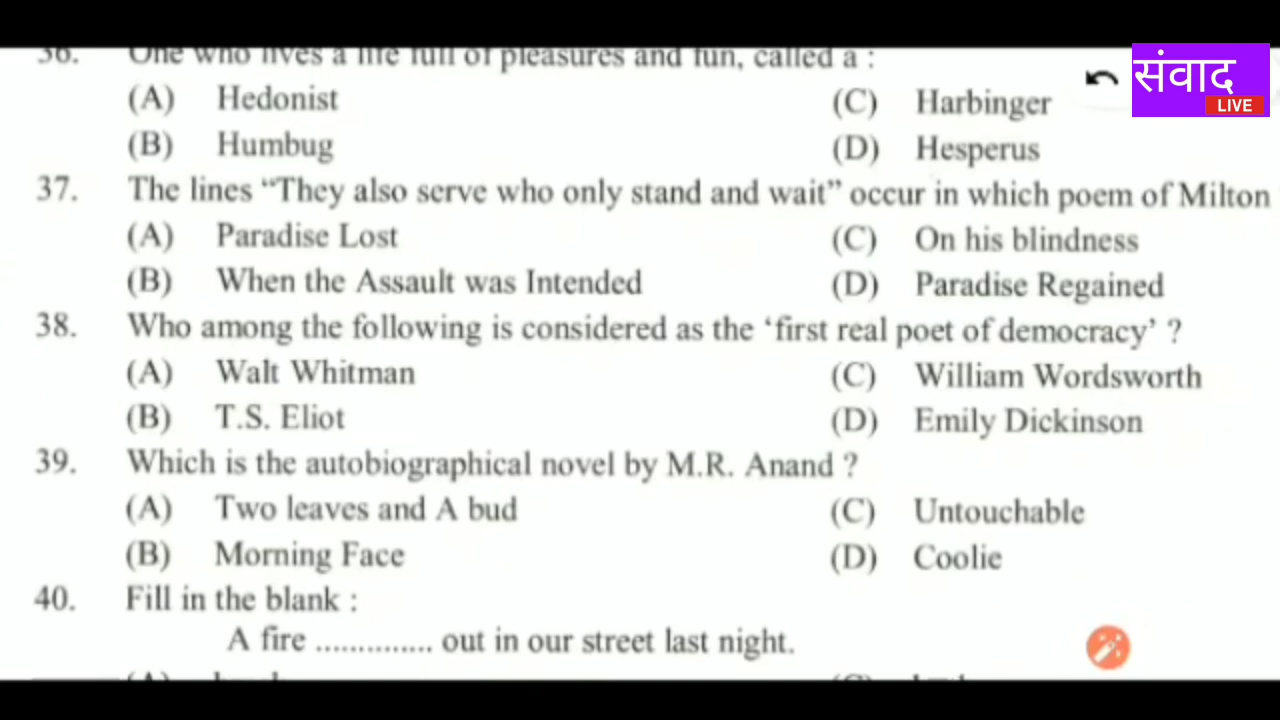 36. One who lives a life full of pleasures and fun, called a :
(A) Hedonist (C) Harbinger
(B) Humbug (D) Hesperus
संवाद
LIVE
37. The lines “They also serve who only stand and wait” occur in which poem of Milton
(A) Paradise Lost (C) On his blindness
(B) When the Assault was Intended (D) Paradise Regained
38. Who among the following is considered as the ‘first real poet of democracy’ ?
(A) Walt Whitman (C) William Wordsworth
(B) T.S. Eliot (D) Emily Dickinson
39. Which is the autobiographical novel by M.R. Anand ?
(A) Two leaves and A bud (C) Untouchable
(B) Morning Face (D) Coolie
40. Fill in the blank :
A fire .............. out in our street last night.